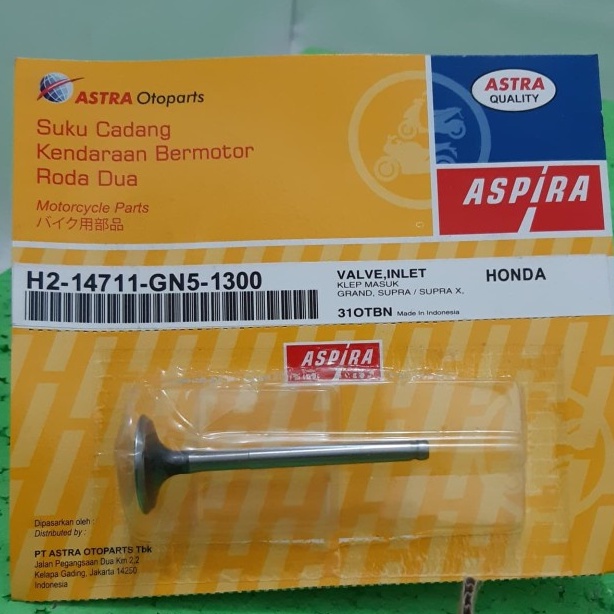 ASTRA Otoparts
ASTRA
QUALITY
Suku Cadang
Kendaraan Bermotor
Roda Dua
Motorcycle Parts
バイク用部品
ASPIRA
H2-14711-GN5-1300
VALVE,INLET
KLEP MASUK
GRAND, SUPRA / SUPRA X,
HONDA
31OTBN Made in Indonesia
ASPIRA
Dipasarkan oleh :
Distributed by :
PT ASTRA OTOPARTS Tbk
Jalan Pegangsaan Dua Km 2,2
Kelapa Gading, Jakarta 14250
Indonesia